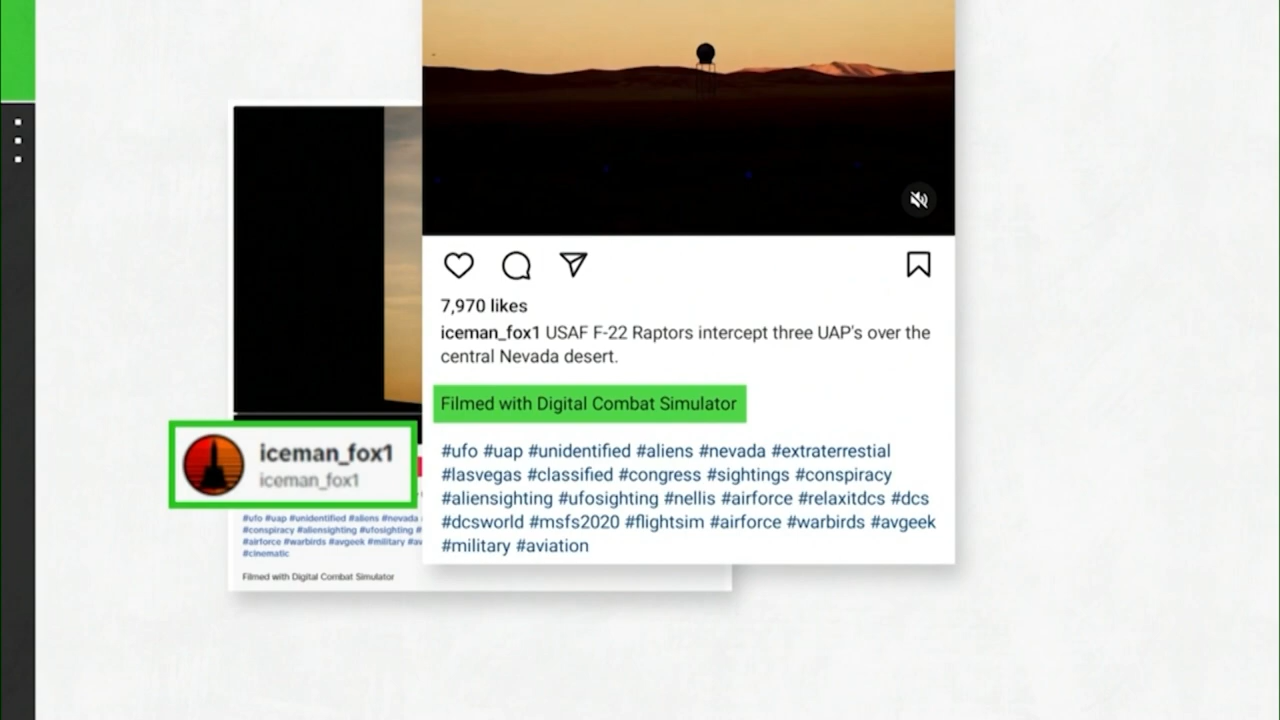 7,970 likes
iceman_fox1 USAF F-22 Raptors intercept three UAP's over the
central Nevada desert.
Filmed with Digital Combat Simulator
#ufo #uap #unidentified #aliens #nevada #extraterrestial
#lasvegas #classified #congress #sightings #conspiracy
#aliensighting #ufosighting #nellis #airforce #relaxitdcs #dcs
#dcsworld #msfs2020 #flightsim #airforce #warbirds #avgeek
#military #aviation
iceman_fox1
iceman_fox1
#ufo #uap #unidentified #aliens #nevada
#conspiracy #aliensighting #ufosighting #
#airforce #warbirds #avgeek #military #av
#cinematic
Filmed with Digital Combat Simulator